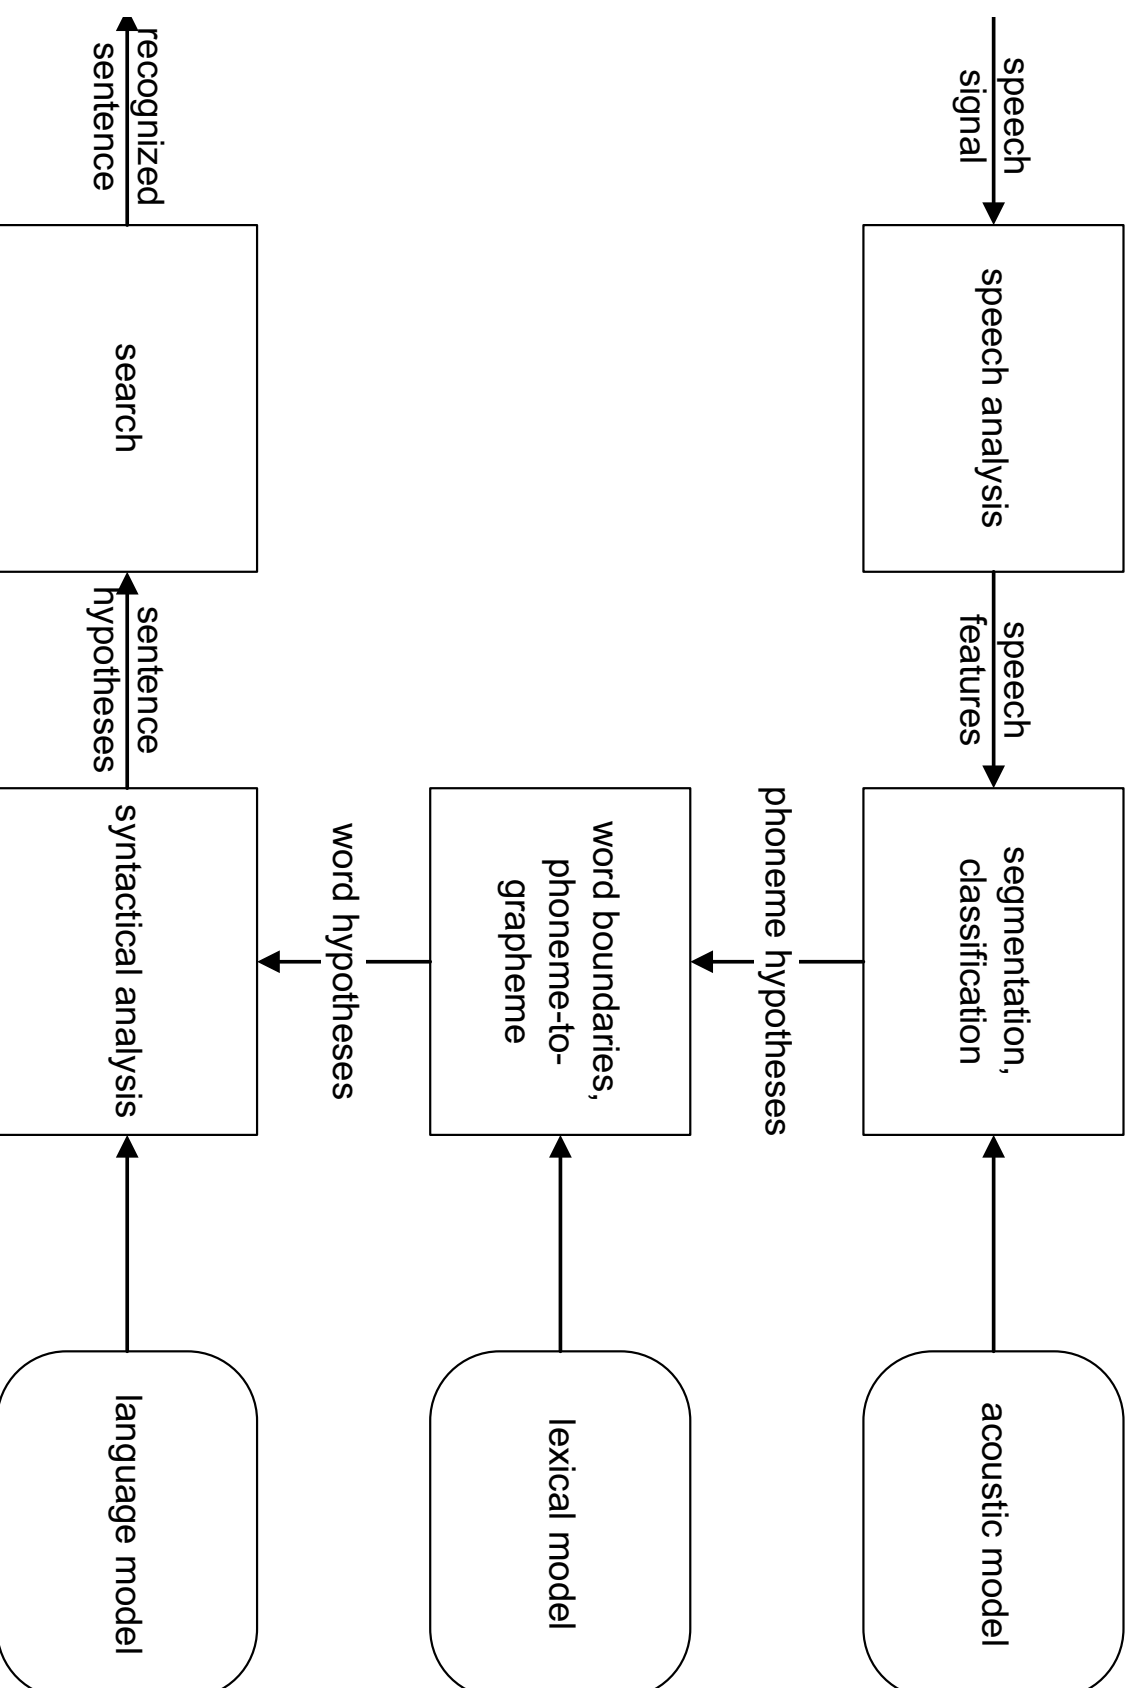 speech
signal
speech analysis
speech
features
segmentation,
classification
acoustic model
phoneme hypotheses
word boundaries,
phoneme-to-
grapheme
lexical model
word hypotheses
recognized
sentence
search
sentence
hypotheses
syntactical analysis
language model